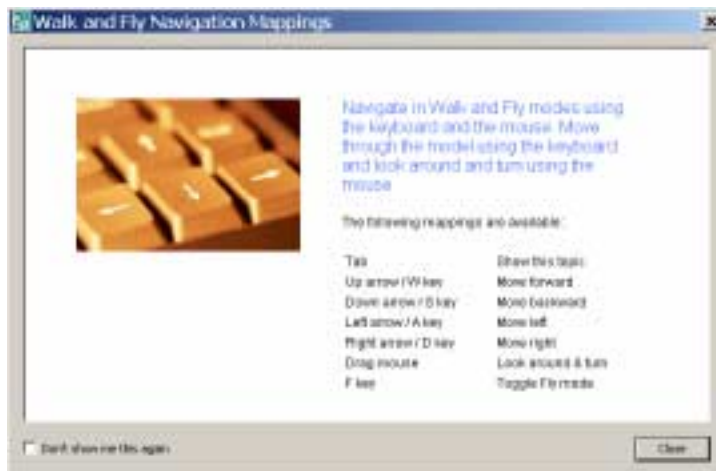 Walk and Fly Navigation Mappings
Navigate in Walk and Fly modes using
the keyboard and the mouse. Move
through the model using the keyboard
and look around and turn using the
mouse
The following mappings are available:
Tab Show this topic
Up arrow / W key Move forward
Down arrow / S key Move backward
Left arrow / A key Move left
Right arrow / D key Move right
Drag mouse Look around & turn
F key Toggle Fly mode
Don't show me this again
Close